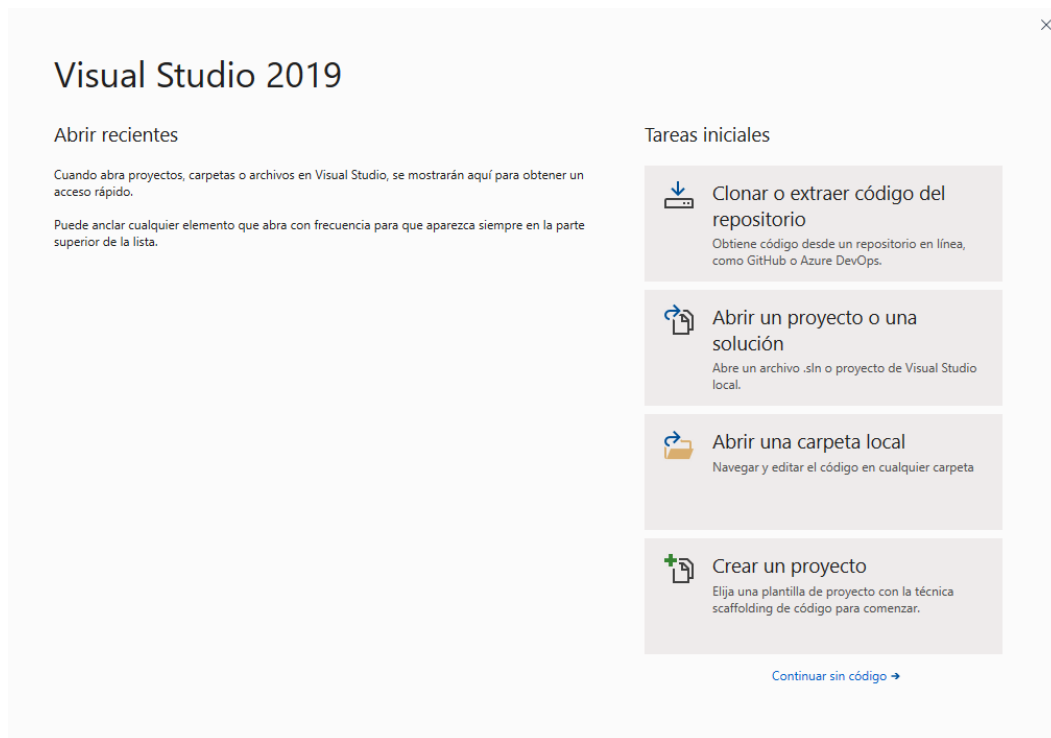 Visual Studio 2019
Abrir recientes
Cuando abra proyectos, carpetas o archivos en Visual Studio, se mostrarán aquí para obtener un
acceso rápido.
Puede anclar cualquier elemento que abra con frecuencia para que aparezca siempre en la parte
superior de la lista.
Tareas iniciales
Clonar o extraer código del
repositorio
Obtiene código desde un repositorio en línea,
como GitHub o Azure DevOps.
Abrir un proyecto o una
solución
Abre un archivo .sln o proyecto de Visual Studio
local.
Abrir una carpeta local
Navegar y editar el código en cualquier carpeta
Crear un proyecto
Elija una plantilla de proyecto con la técnica
scaffolding de código para comenzar.
Continuar sin código →